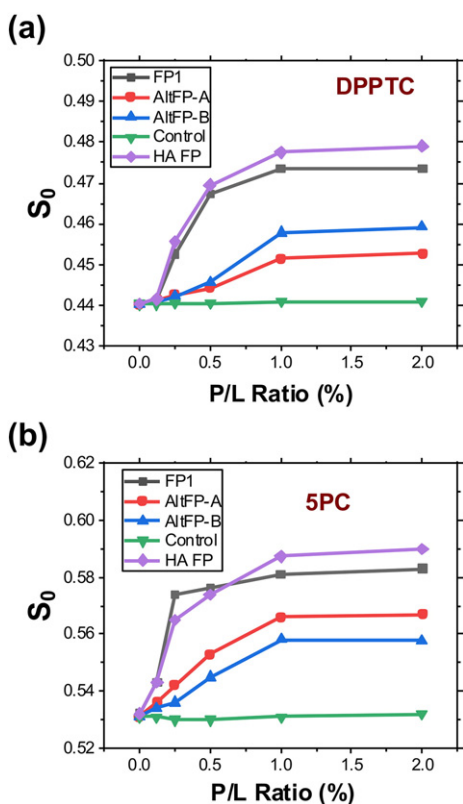 (a)
0.50
0.49
0.48
0.47
0.46
0.45
0.44
0.43
S0
FP1
AltFP-A
AltFP-B
Control
HA FP
DPPTC
0.0 0.5 1.0 1.5 2.0
P/L Ratio (%)
(b)
0.62
0.60
0.58
0.56
0.54
0.52
S0
FP1
AltFP-A
AltFP-B
Control
HA FP
5PC
0.0 0.5 1.0 1.5 2.0
P/L Ratio (%)